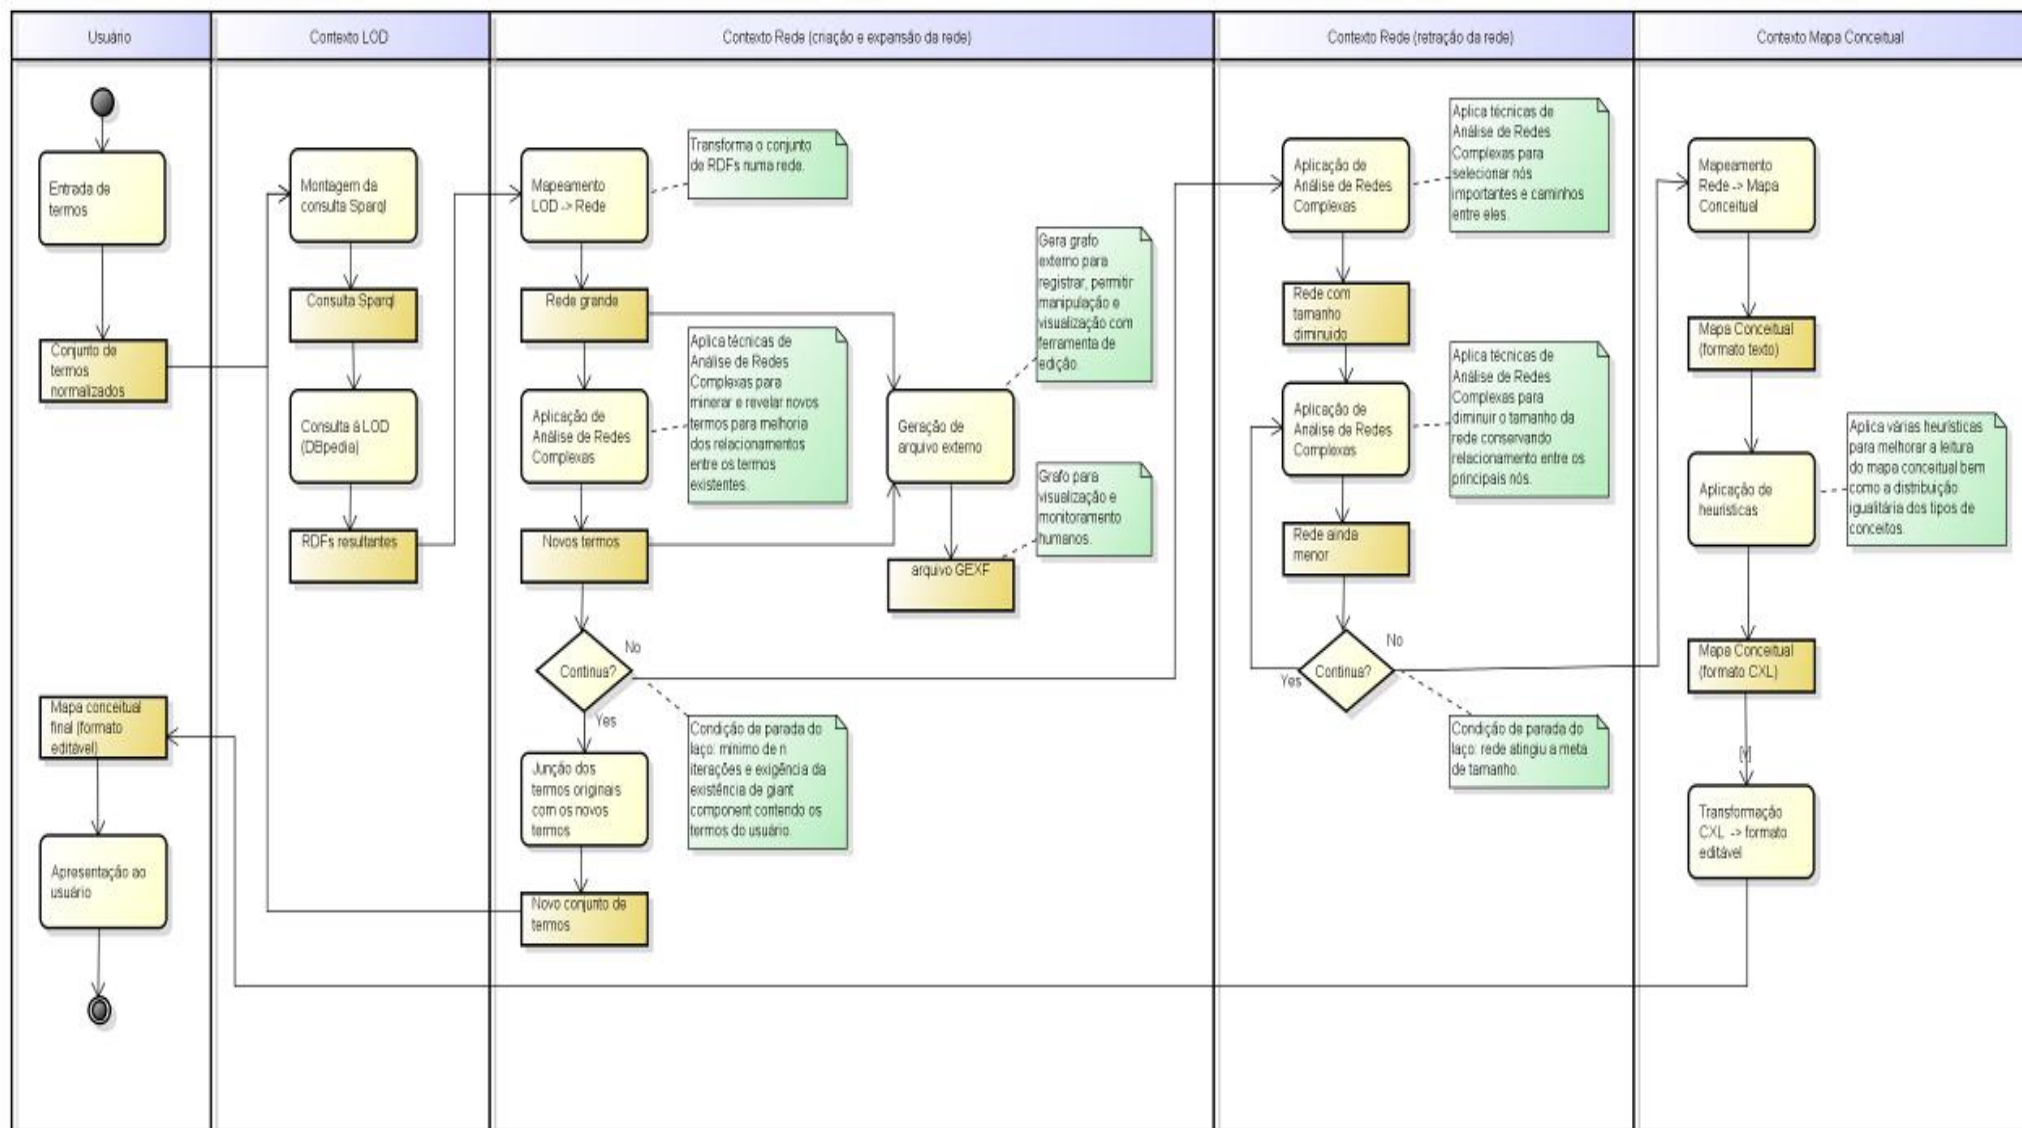 Usuário
Contexto LOD
Contexto Rede (criação e expansão da rede)
Contexto Rede (retração da rede)
Contexto Mapa Conceitual
Entrada de
termos
Conjunto de
termos
normalizados
Mapa conceitual
final (formato
editável)
Apresentação ao
usuário
Montagem da
consulta Sparql
Consulta Sparql
Consulta à LOD
(DBpedia)
RDFs resultantes
Mapeamento
LOD -> Rede
Transforma o conjunto
de RDFs numa rede.
Rede grande
Aplicação de
Análise de Redes
Complexas
Aplica técnicas de
Análise de Redes
Complexas para
minerar e revelar novos
termos para melhoria
dos relacionamentos
entre os termos
existentes.
Novos termos
Continua?
No
Yes
Condição de parada do
laço: mínimo de n
iterações e exigência da
existência de giant
component contendo os
termos do usuário.
Junção dos
termos originais
com os novos
termos
Novo conjunto de
termos
Gera grafo
externo para
registrar, permitir
manipulação e
visualização com
ferramenta de
edição.
Geração de
arquivo externo
Grafo para
visualização e
monitoramento
humanos.
arquivo GEXF
Aplicação de
Análise de Redes
Complexas
Aplica técnicas de
Análise de Redes
Complexas para
selecionar nós
importantes e caminhos
entre eles.
Rede com
tamanho
diminuido
Aplicação de
Análise de Redes
Complexas
Aplica técnicas de
Análise de Redes
Complexas para
diminuir o tamanho da
rede conservando
relacionamento entre os
principais nós.
Rede ainda
menor
Continua?
No
Yes
Condição de parada do
laço: rede atingiu a meta
de tamanho.
Mapeamento
Rede -> Mapa
Conceitual
Mapa Conceitual
(formato texto)
Aplicação de
heurísticas
Aplica várias heurísticas
para melhorar a leitura
do mapa conceitual bem
como a distribuição
igualitária dos tipos de
conceitos.
Mapa Conceitual
(formato CXL)
Transformação
CXL -> formato
editável